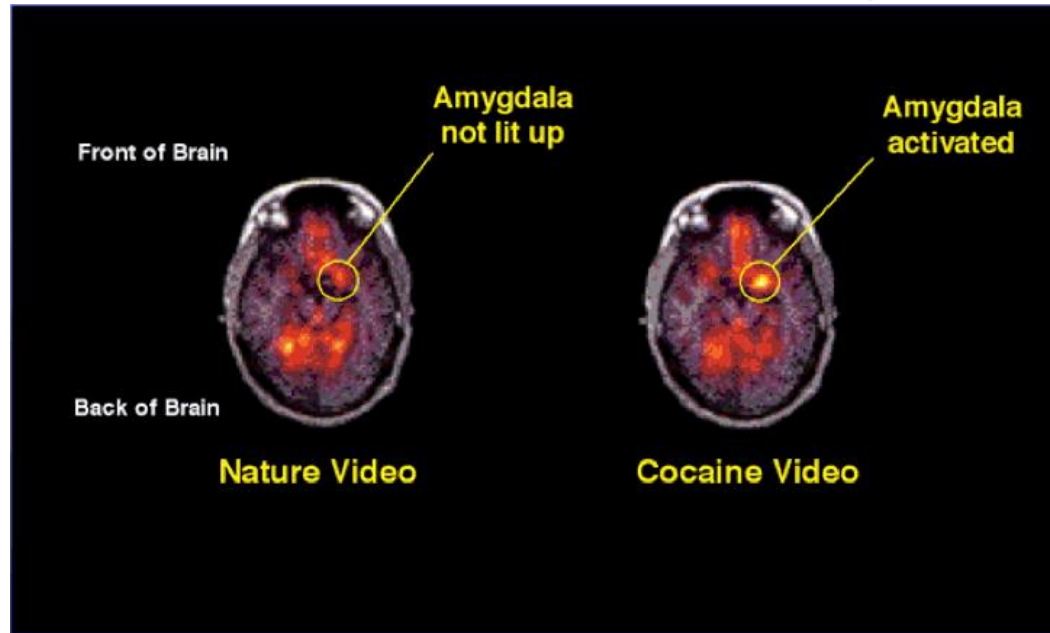 Amygdala
not lit up
Amygdala
activated
Front of Brain
Back of Brain
Nature Video
Cocaine Video